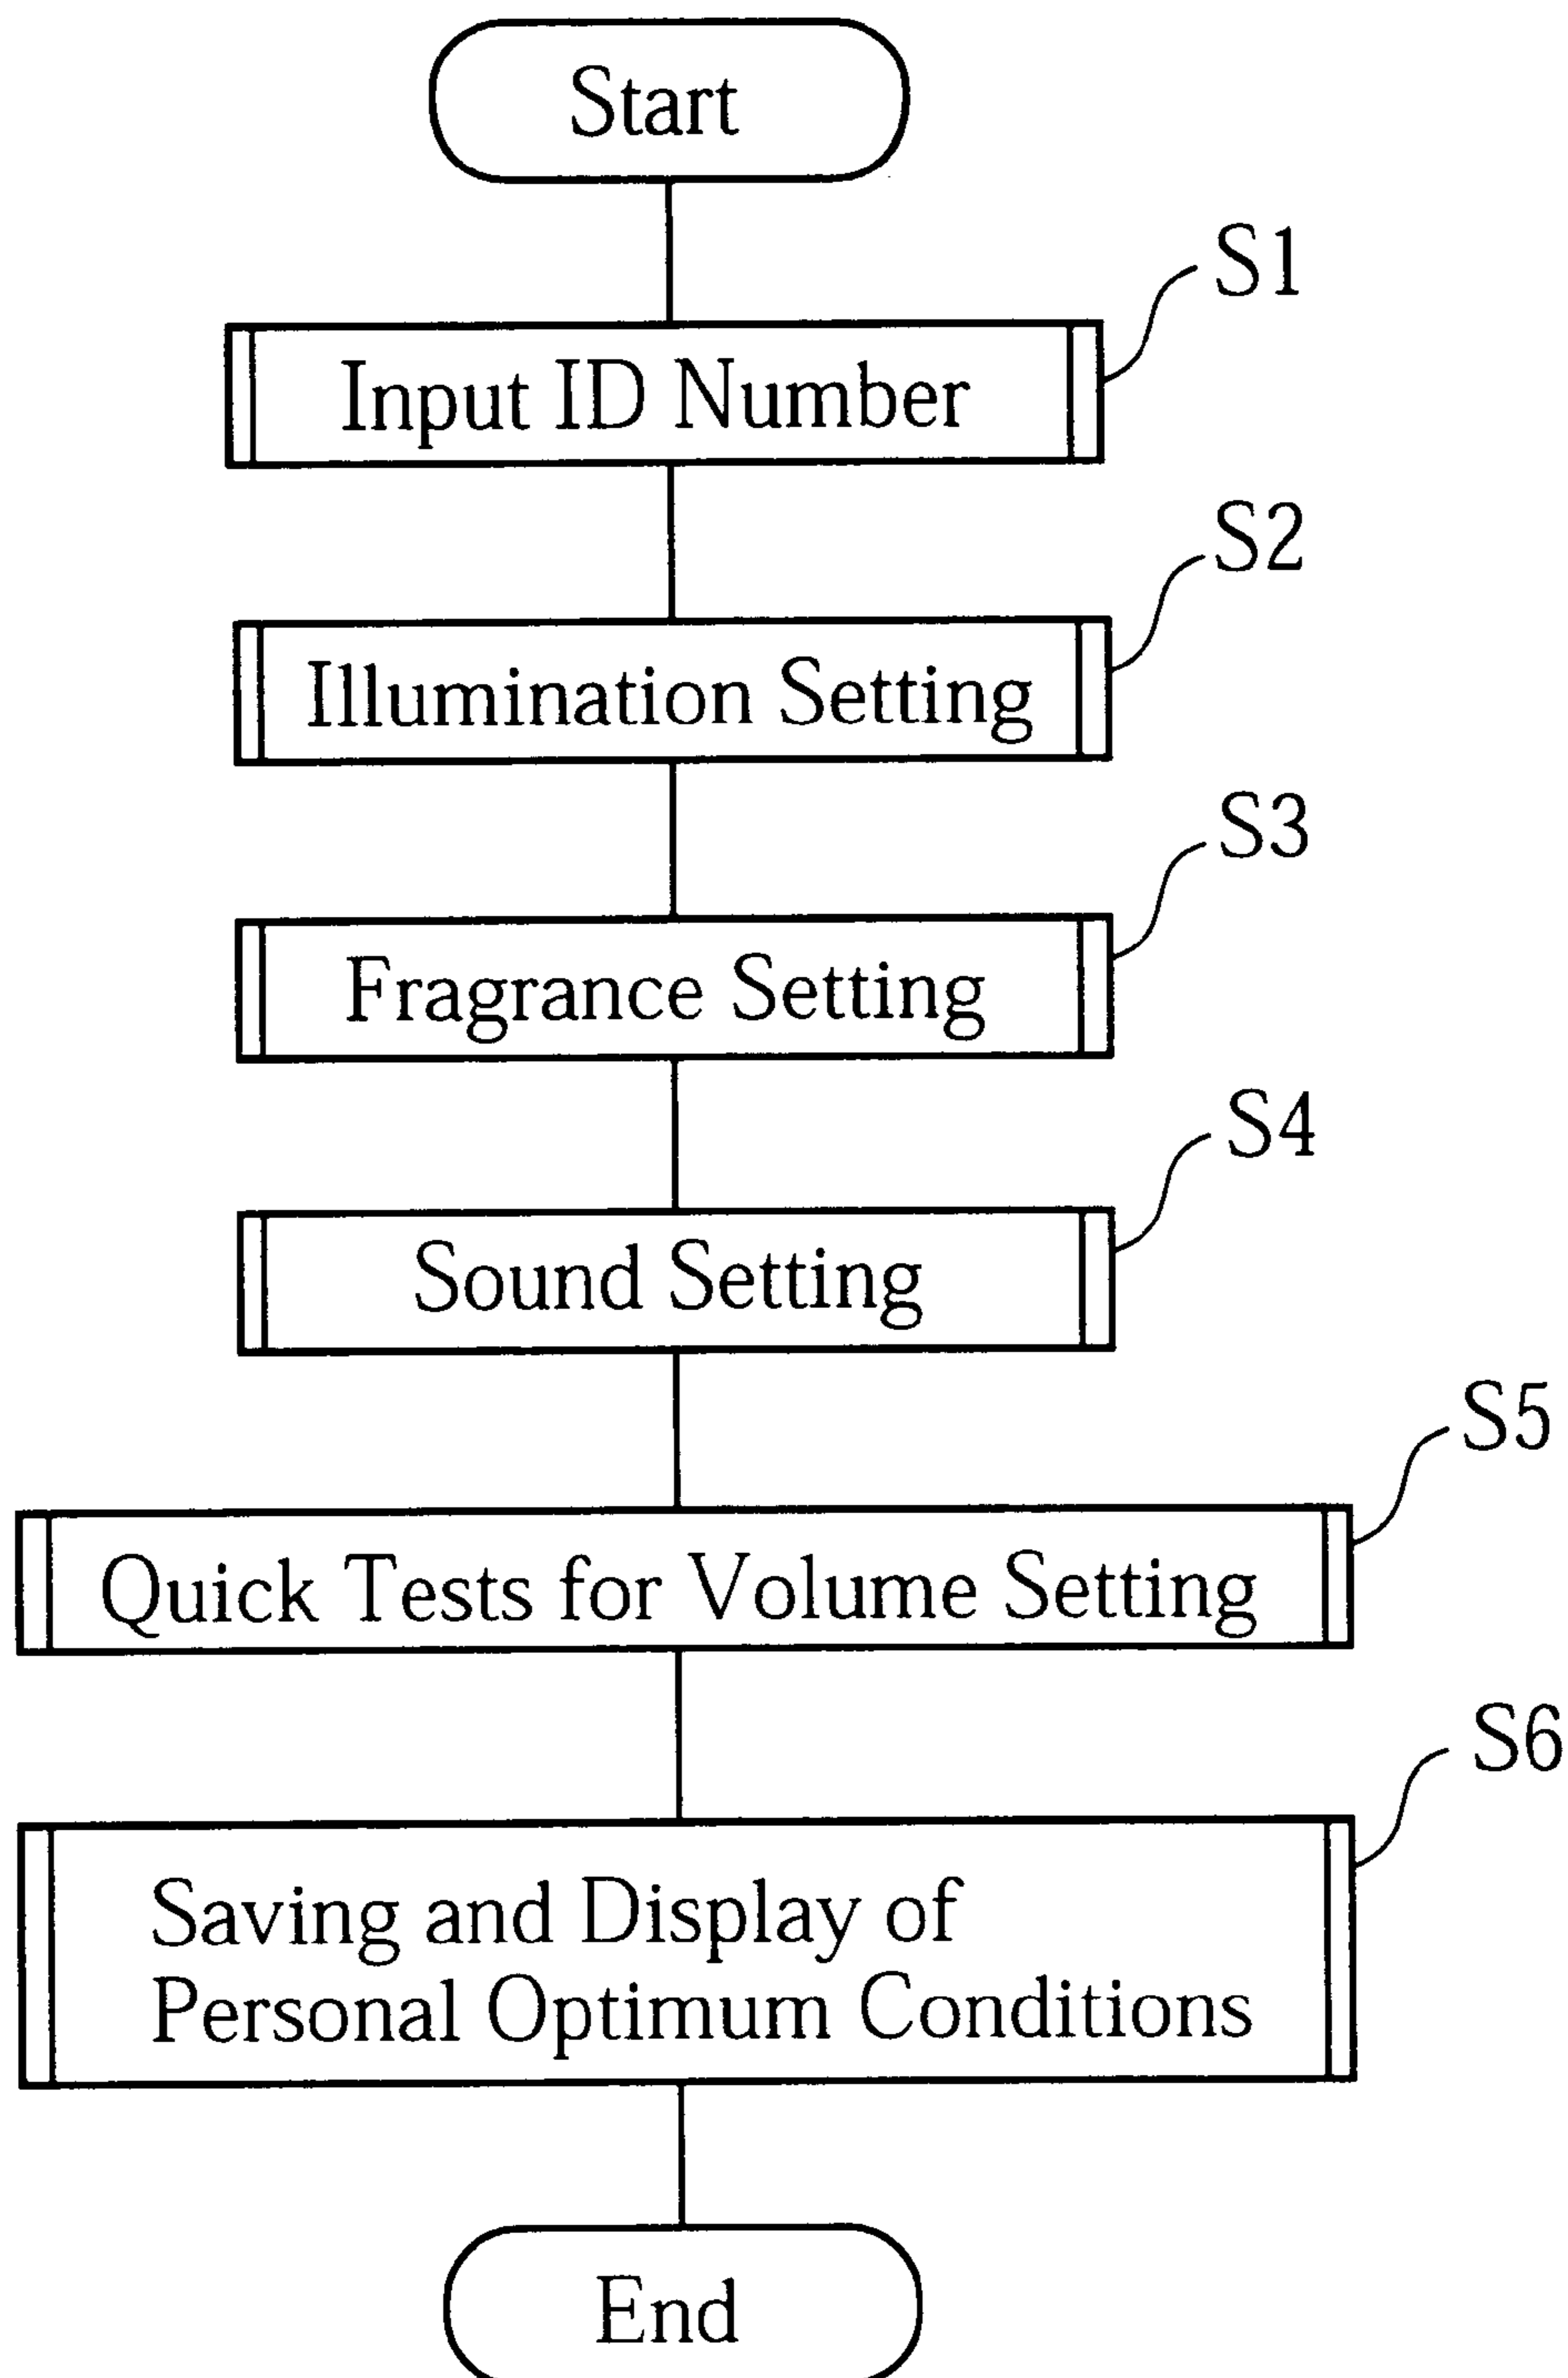 Start
S1
Input ID Number
S2
Illumination Setting
S3
Fragrance Setting
S4
Sound Setting
S5
Quick Tests for Volume Setting
S6
Saving and Display of
Personal Optimum Conditions
End